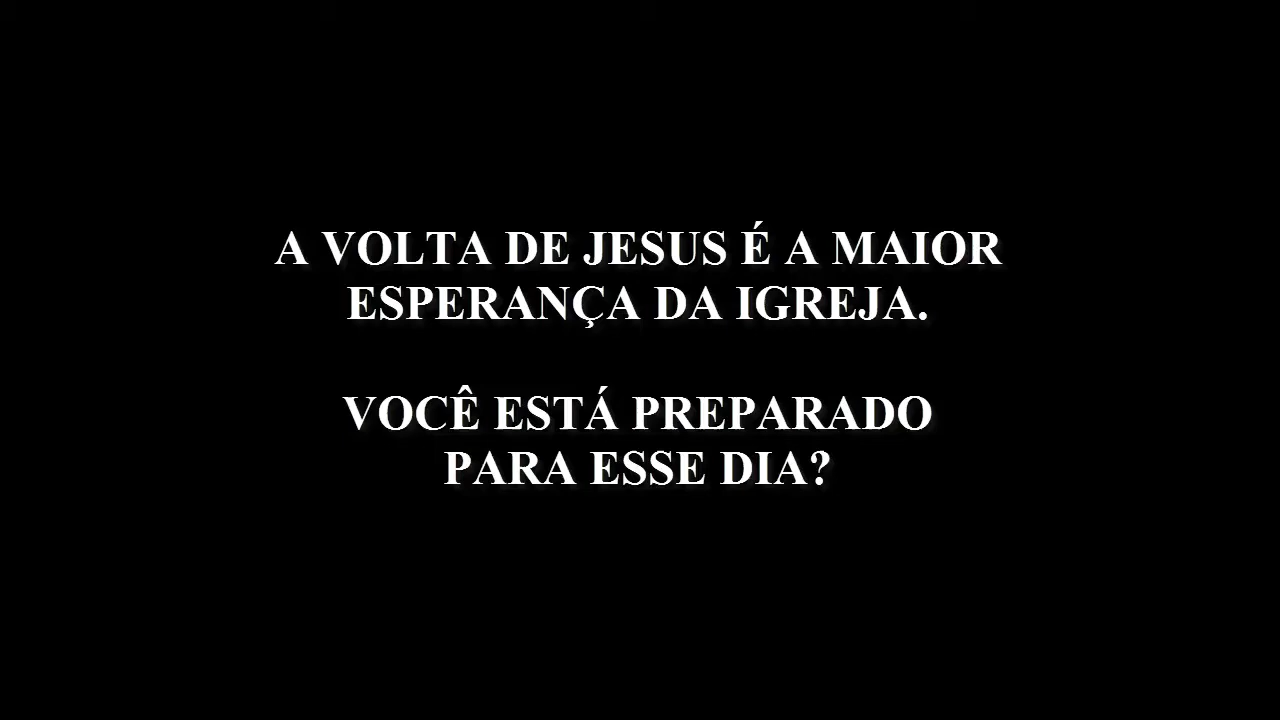 A VOLTA DE JESUS É A MAIOR
ESPERANÇA DA IGREJA.
VOCÊ ESTÁ PREPARADO
PARA ESSE DIA?